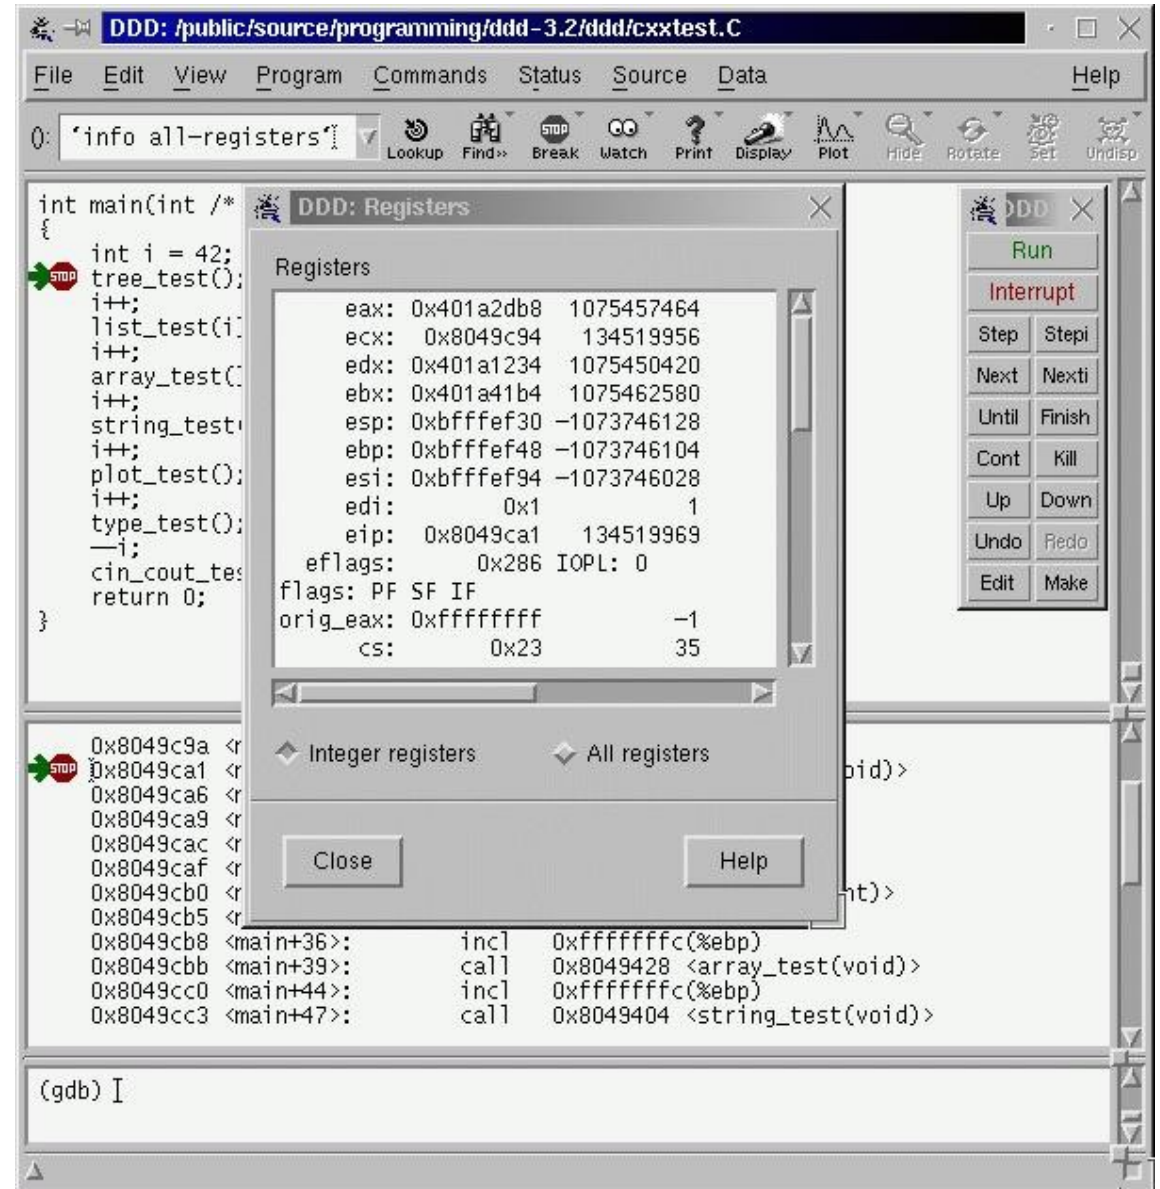 DDD: /public/source/programming/ddd-3.2/ddd/cxxtest.C
File Edit View Program Commands Status Source Data Help
(): 'info all-registers' Lookup Find» Break Watch Print Display Plot Hide Rotate Set Undisp
int main(int /*
{
int i = 42;
STOP tree_test();
i++;
list_test(i
i++;
array_test(
i++;
string_test
i++;
plot_test();
i++;
type_test();
--i;
cin_cout_tes
return 0;
}
DDD: Registers
Registers
eax: 0x401a2db8 1075457464
ecx: 0x8049c94 134519956
edx: 0x401a1234 1075450420
ebx: 0x401a41b4 1075462580
esp: 0xbfffef30 -1073746128
ebp: 0xbfffef48 -1073746104
esi: 0xbfffef94 -1073746028
edi: 0x1 1
eip: 0x8049ca1 134519969
eflags: 0x286 IOPL: 0
flags: PF SF IF
orig_eax: 0xffffffff -1
cs: 0x23 35
Integer registers All registers
Close Help
DDD
Run
Interrupt
Step Stepi
Next Nexti
Until Finish
Cont Kill
Up Down
Undo Redo
Edit Make
0x8049c9a <
STOP 0x8049ca1 < oid)>
0x8049ca6 <
0x8049ca9 <
0x8049cac <
0x8049caf <
0x8049cb0 < nt)>
0x8049cb5 <
0x8049cb8 <main+36>: incl 0xfffffffc(%ebp)
0x8049cbb <main+39>: call 0x8049428 <array_test(void)>
0x8049cc0 <main+44>: incl 0xfffffffc(%ebp)
0x8049cc3 <main+47>: call 0x8049404 <string_test(void)>
(gdb)